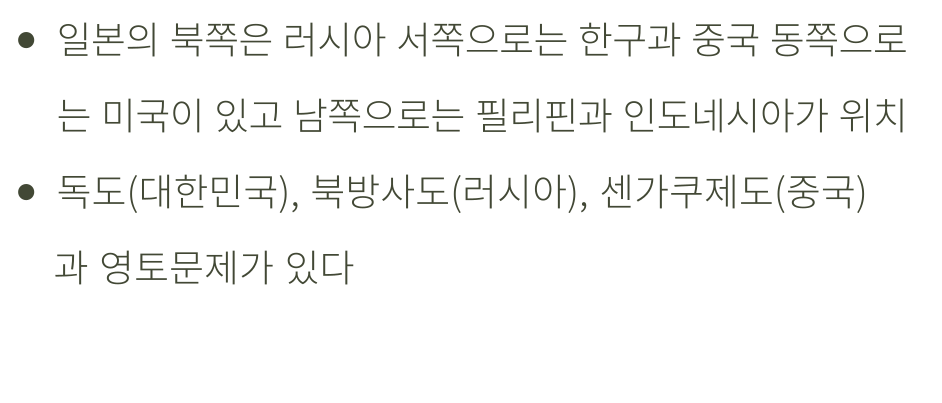 ● 일본의 북쪽은 러시아 서쪽으로는 한구과 중국 동쪽으로
는 미국이 있고 남쪽으로는 필리핀과 인도네시아가 위치
● 독도(대한민국), 북방사도(러시아), 센가쿠제도(중국)
과 영토문제가 있다